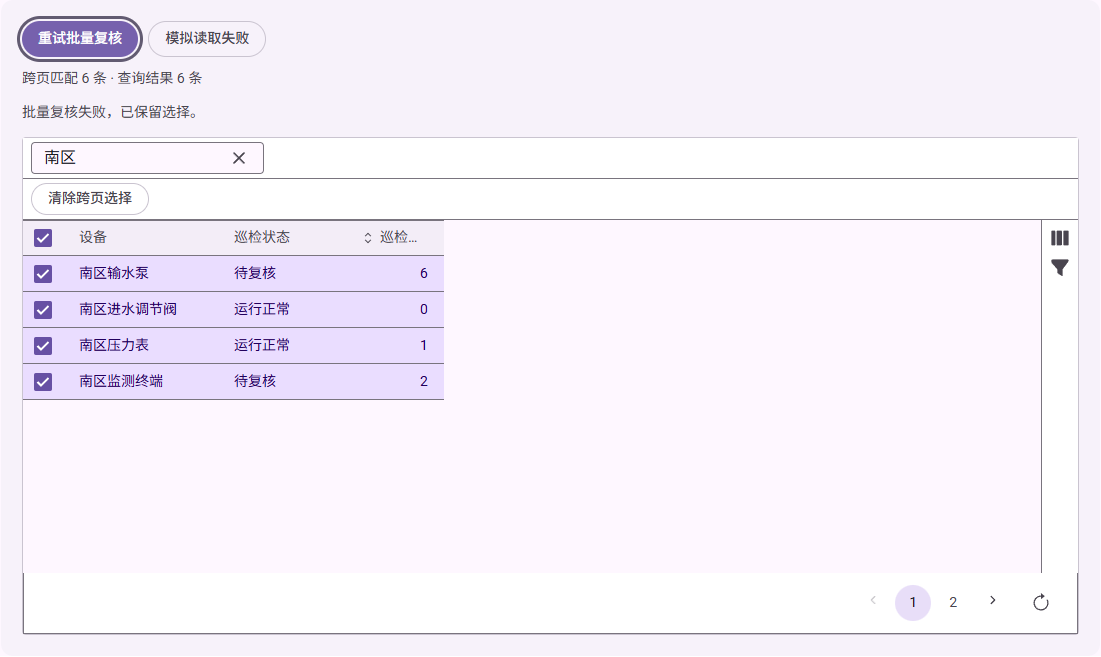 重试批量复核 模拟读取失败
跨页匹配 6 条 · 查询结果 6 条
批量复核失败，已保留选择。
南区
清除跨页选择
设备 巡检状态 巡检...
南区输水泵 待复核 6
南区进水调节阀 运行正常 0
南区压力表 运行正常 1
南区监测终端 待复核 2
1 2